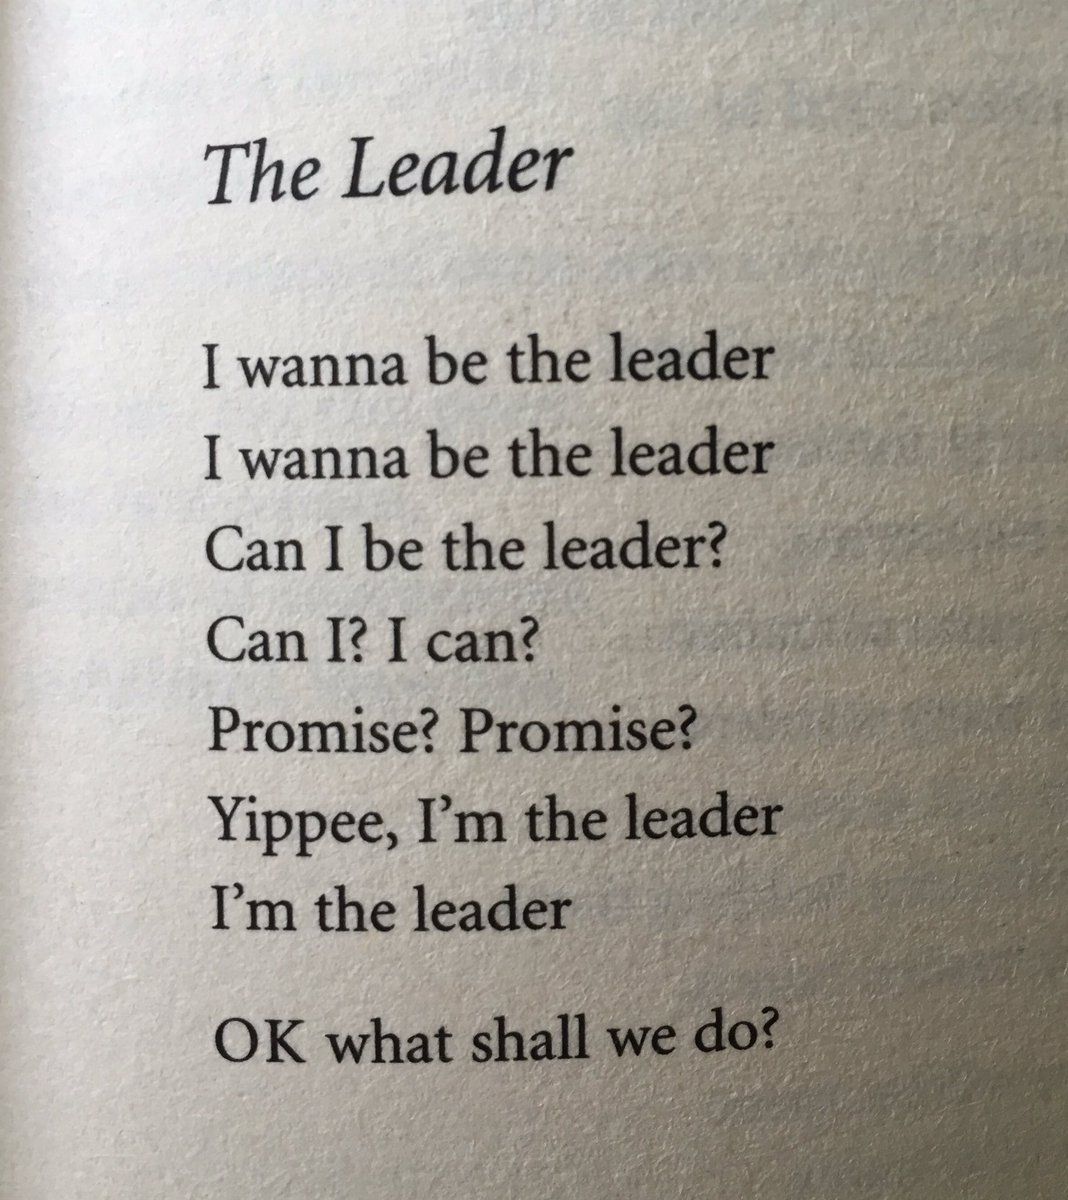 The Leader
I wanna be the leader
I wanna be the leader
Can I be the leader?
Can I? I can?
Promise? Promise?
Yippee, I’m the leader
I’m the leader
OK what shall we do?